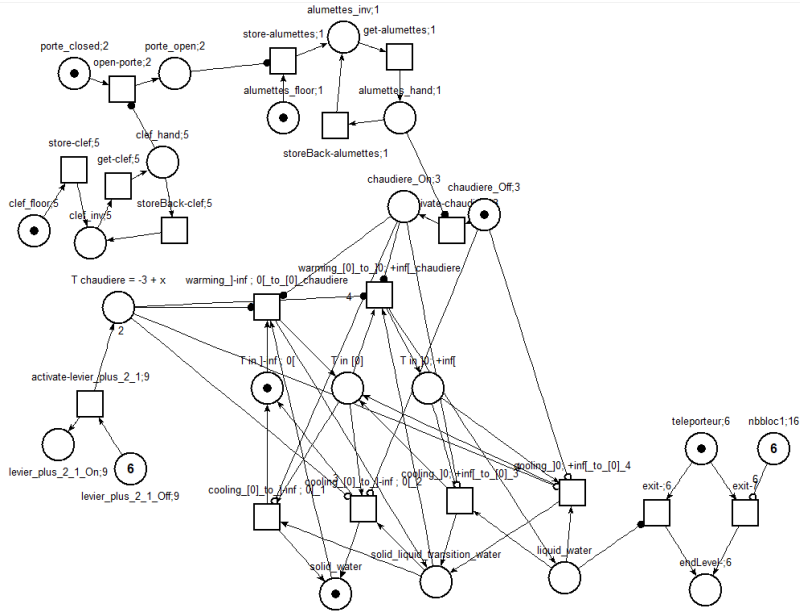 alumettes_inv;1
porte_closed;2
porte_open;2
store-alumettes;1
get-alumettes;1
open-porte;2
alumettes_floor;1
alumettes_hand;1
clef_hand;5
store-clef;5
get-clef;5
storeBack-alumettes;1
clef_floor;5
clef_inv;5
storeBack-clef;5
chaudiere_On;3
chaudiere_Off;3
T chaudiere = -3 + x
warming_]-inf ; 0[_to_[0]_chaudiere
warming_[0]_to_]0; +inf[_chaudiere
4
2
T in ]-inf ; 0[
T in [0]
T in ]0; +inf[
activate-levier_plus_2_1;9
levier_plus_2_1_On;9
6
levier_plus_2_1_Off;9
cooling_[0]_to_]-inf ; 0[_1
cooling_[0]_to_]-inf ; 0[_2
cooling_]0; +inf[_to_[0]_3
cooling_]0; +inf[_to_[0]_4
teleporteur;6
nbbloc1;16
6
exit-;6
6
solid_water
solid_liquid_transition_water
liquid_water
endLevel-;6